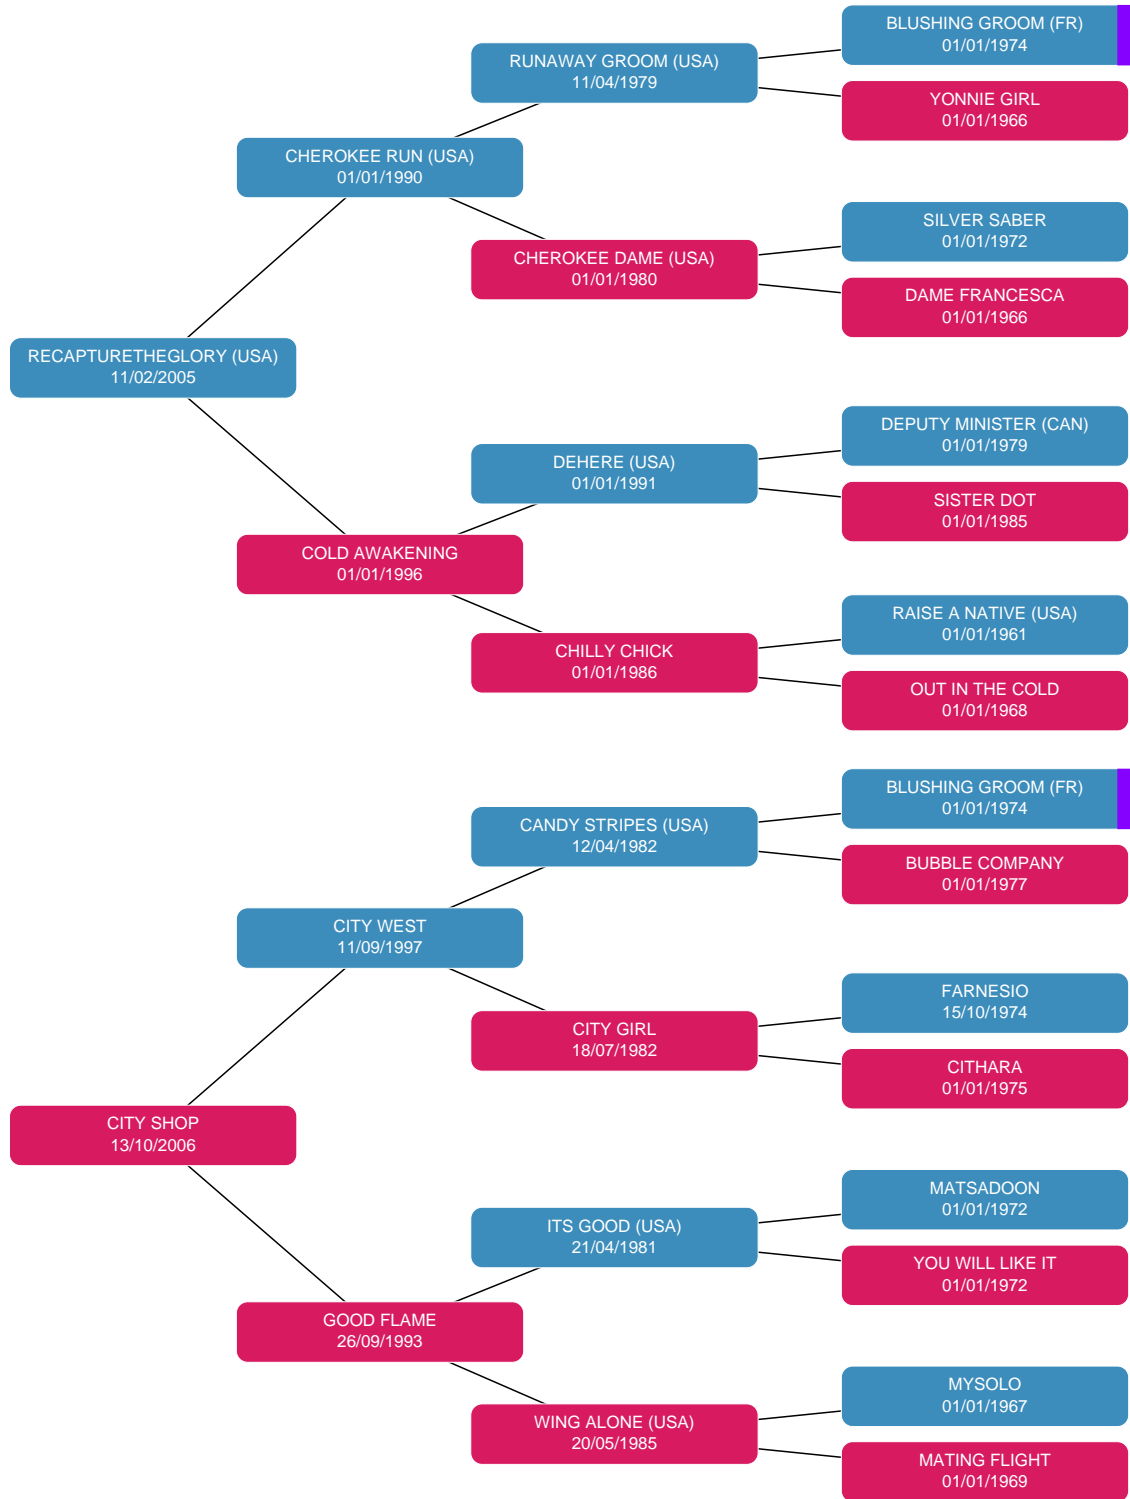 BLUSHING GROOM (FR)
01/01/1974
RUNAWAY GROOM (USA)
11/04/1979
YONNIE GIRL
01/01/1966
CHEROKEE RUN (USA)
01/01/1990
SILVER SABER
01/01/1972
CHEROKEE DAME (USA)
01/01/1980
DAME FRANCESCA
01/01/1966
RECAPTURETHEGLORY (USA)
11/02/2005
DEPUTY MINISTER (CAN)
01/01/1979
DEHERE (USA)
01/01/1991
SISTER DOT
01/01/1985
COLD AWAKENING
01/01/1996
RAISE A NATIVE (USA)
01/01/1961
CHILLY CHICK
01/01/1986
OUT IN THE COLD
01/01/1968
BLUSHING GROOM (FR)
01/01/1974
CANDY STRIPES (USA)
12/04/1982
BUBBLE COMPANY
01/01/1977
CITY WEST
11/09/1997
FARNESIO
15/10/1974
CITY GIRL
18/07/1982
CITHARA
01/01/1975
CITY SHOP
13/10/2006
MATSADOON
01/01/1972
ITS GOOD (USA)
21/04/1981
YOU WILL LIKE IT
01/01/1972
GOOD FLAME
26/09/1993
MYSOLO
01/01/1967
WING ALONE (USA)
20/05/1985
MATING FLIGHT
01/01/1969